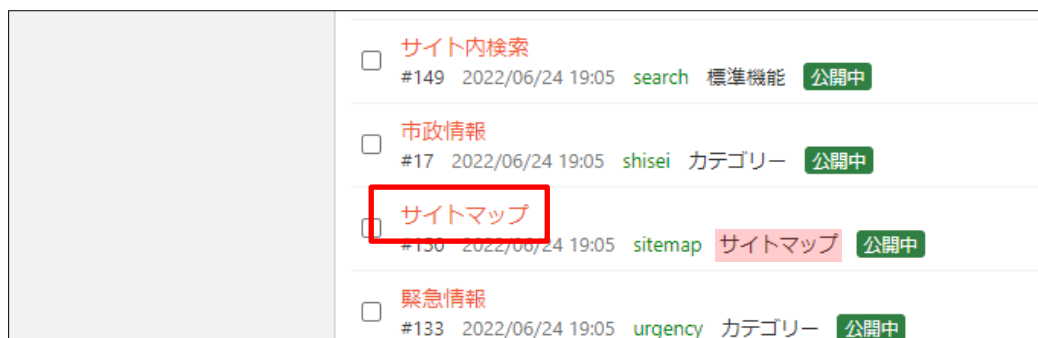 サイト内検索
#149 2022/06/24 19:05 search 標準機能 公開中
市政情報
#17 2022/06/24 19:05 shisei カテゴリー 公開中
サイトマップ
#150 2022/06/24 19:05 sitemap サイトマップ 公開中
緊急情報
#133 2022/06/24 19:05 urgency カテゴリー 公開中